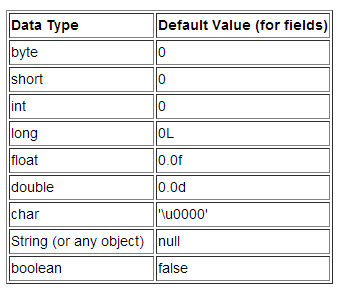 Data Type Default Value (for fields)
byte 0
short 0
int 0
long 0L
float 0.0f
double 0.0d
char '\u0000'
String (or any object) null
boolean false